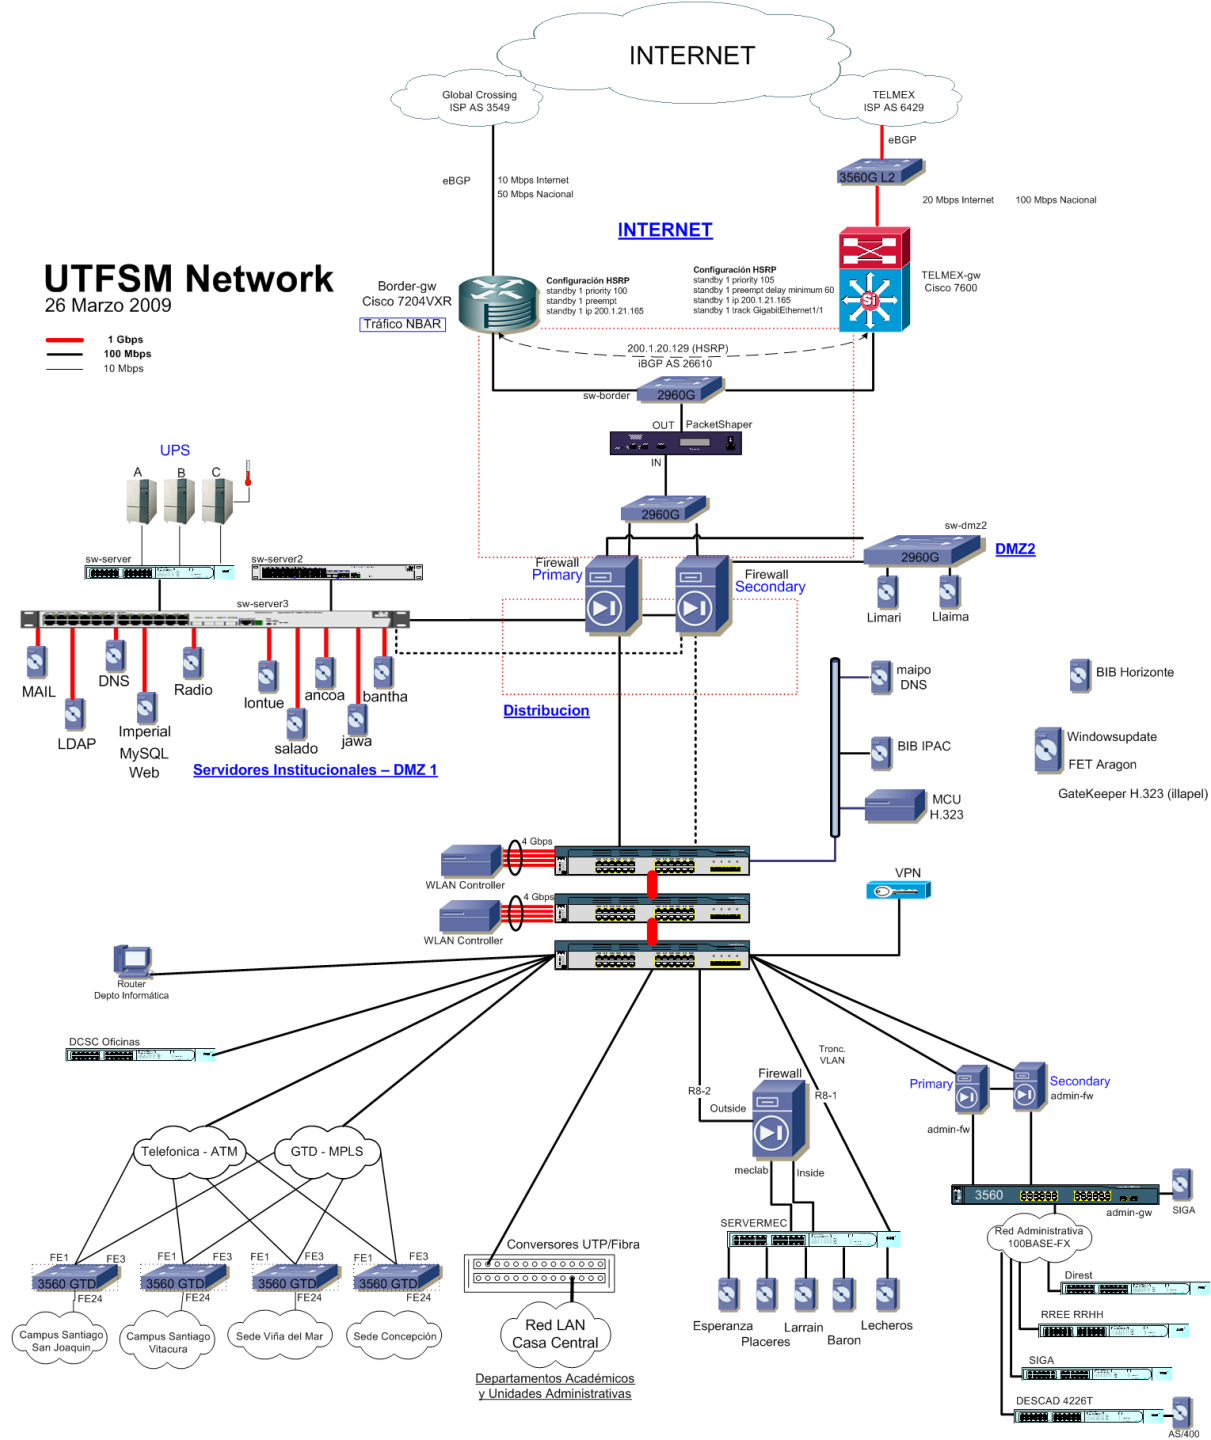 INTERNET
Global Crossing
ISP AS 3549
TELMEX
ISP AS 6429
eBGP
3560G L2
eBGP
10 Mbps Internet
50 Mbps Nacional
20 Mbps Internet
100 Mbps Nacional
INTERNET
UTFSM Network
26 Marzo 2009
1 Gbps
100 Mbps
10 Mbps
Border-gw
Cisco 7204VXR
Tráfico NBAR
Configuración HSRP
standby 1 priority 100
standby 1 preempt
standby 1 ip 200.1.21.165
Configuración HSRP
standby 1 priority 105
standby 1 preempt delay minimum 60
standby 1 ip 200.1.21.165
standby 1 track GigabitEthernet1/1
Si
TELMEX-gw
Cisco 7600
200.1.20.129 (HSRP)
iBGP AS 26610
sw-border
2960G
OUT
PacketShaper
IN
2960G
UPS
A
B
C
sw-server
sw-server2
sw-server3
Firewall
Primary
Firewall
Secondary
sw-dmz2
2960G
DMZ2
Limari
Llaima
MAIL
LDAP
DNS
Imperial
MySQL
Web
Radio
lontue
salado
ancoa
jawa
bantha
Servidores Institucionales – DMZ 1
Distribucion
maipo
DNS
BIB IPAC
MCU
H.323
BIB Horizonte
Windowsupdate
FET Aragon
GateKeeper H.323 (illapel)
4 Gbps
WLAN Controller
4 Gbps
WLAN Controller
VPN
Router
Depto Informática
DCSC Oficinas
Telefonica - ATM
GTD - MPLS
R8-2
Outside
Firewall
meclab
Inside
Tronc.
VLAN
R8-1
Primary
admin-fw
Secondary
admin-fw
3560
admin-gw
SIGA
Red Administrativa
100BASE-FX
Direst
RREE RRHH
SIGA
DESCAD 4226T
AS/400
SERVERMEC
Esperanza
Placeres
Larrain
Baron
Lecheros
Conversores UTP/Fibra
Red LAN
Casa Central
Departamentos Académicos
y Unidades Administrativas
FE1
FE3
3560 GTD
FE24
Campus Santiago
San Joaquin
FE1
FE3
3560 GTD
FE24
Campus Santiago
Vitacura
FE1
FE3
3560 GTD
FE24
Sede Viña del Mar
FE1
FE3
3560 GTD
FE24
Sede Concepción